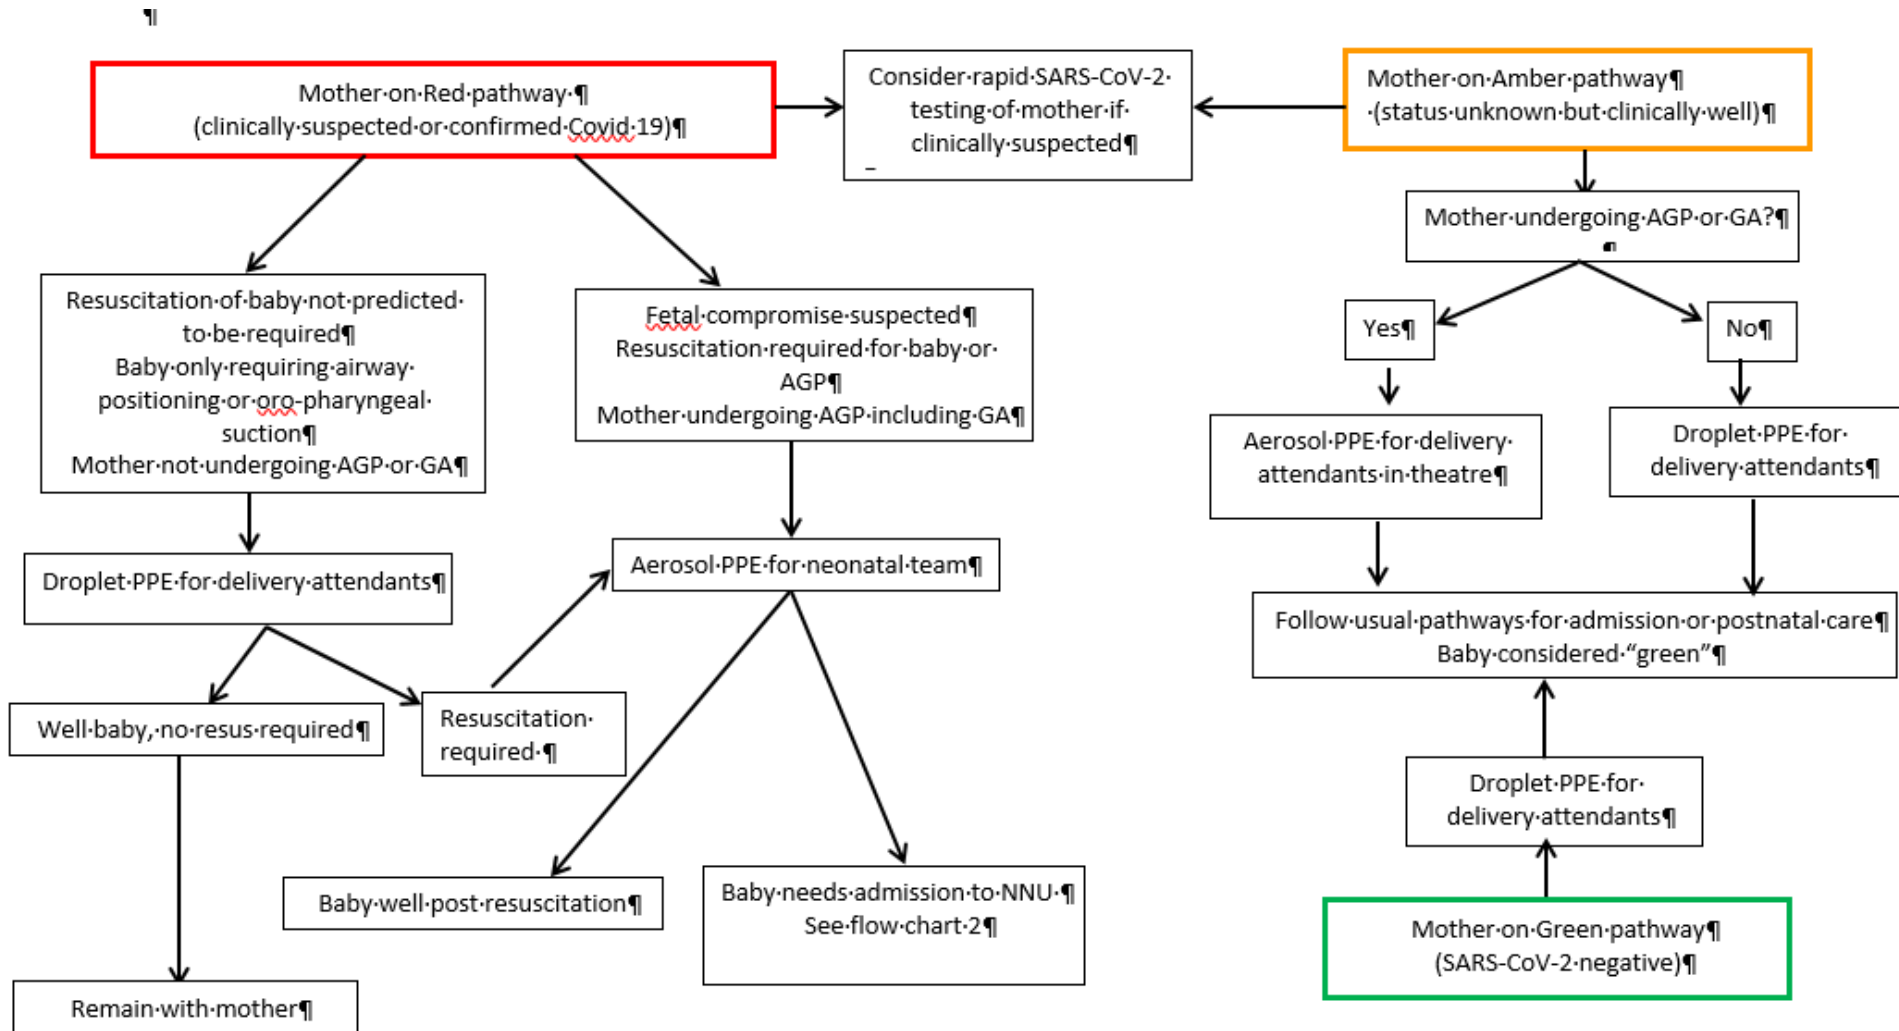 ¶
Mother·on·Red·pathway·¶
(clinically·suspected·or·confirmed·Covid·19)¶
Consider·rapid·SARS-CoV-2·
testing·of·mother·if·
clinically·suspected¶
Mother·on·Amber·pathway¶
·(status·unknown·but·clinically·well)¶
Mother·undergoing·AGP·or·GA?¶
¶
Resuscitation·of·baby·not·predicted·
to·be·required¶
Baby·only·requiring·airway·
positioning·or·oro-pharyngeal·
suction¶
Mother·not·undergoing·AGP·or·GA¶
Fetal·compromise·suspected¶
Resuscitation·required·for·baby·or·
AGP¶
Mother·undergoing·AGP·including·GA¶
Yes¶
No¶
Aerosol·PPE·for·delivery·
attendants·in·theatre¶
Droplet·PPE·for·
delivery·attendants¶
Droplet·PPE·for·delivery·attendants¶
Aerosol·PPE·for·neonatal·team¶
Follow·usual·pathways·for·admission·or·postnatal·care¶
Baby·considered·“green”¶
Well·baby,·no·resus·required¶
Resuscitation·
required·¶
Droplet·PPE·for·
delivery·attendants¶
Baby·well·post·resuscitation¶
Baby·needs·admission·to·NNU·¶
See·flow·chart·2¶
Mother·on·Green·pathway¶
(SARS-CoV-2·negative)¶
Remain·with·mother¶